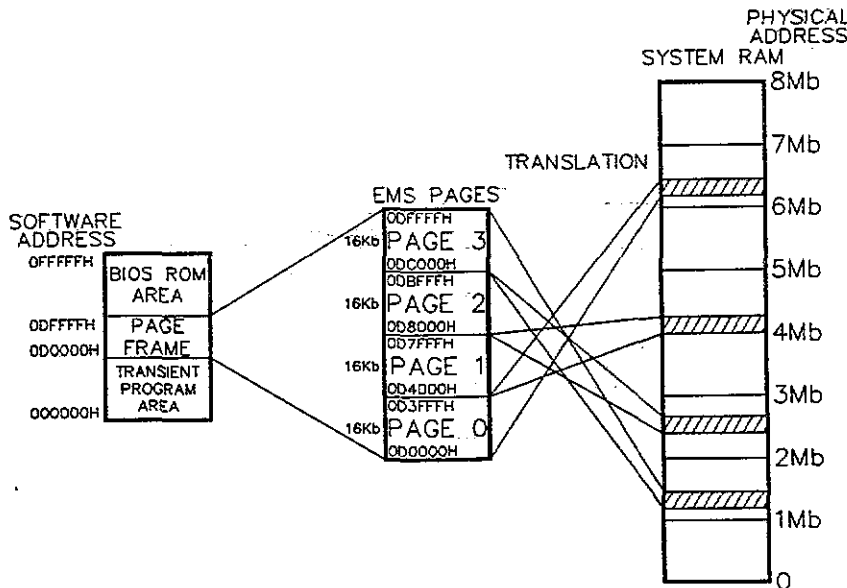 PHYSICAL
ADDRESS
SYSTEM RAM
8Mb
7Mb
TRANSLATION
6Mb
5Mb
4Mb
3Mb
2Mb
1Mb
0
EMS PAGES
0DFFFFH
16Kb PAGE 3
0DC000H
0DBFFFH
16Kb PAGE 2
0D8000H
0D7FFFH
16Kb PAGE 1
0D4000H
0D3FFFH
16Kb PAGE 0
0D0000H
SOFTWARE
ADDRESS
0FFFFFH
BIOS ROM
AREA
0DFFFFH
PAGE
0D0000H
FRAME
TRANSIENT
PROGRAM
AREA
000000H